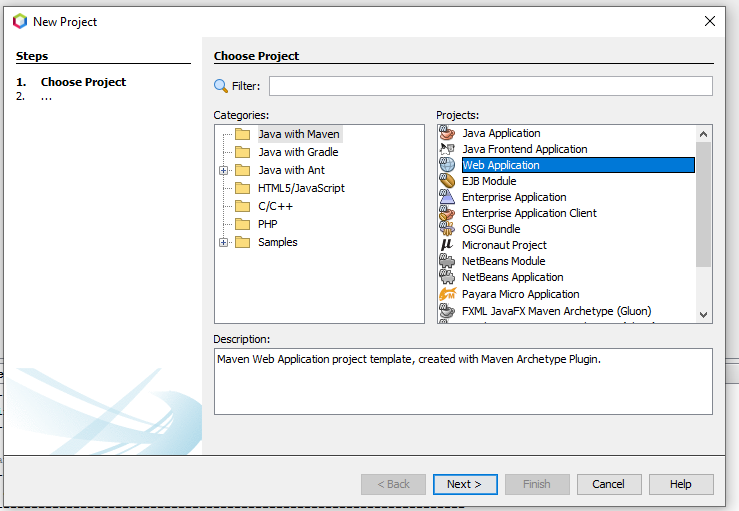 New Project
Steps
1. Choose Project
2. ...
Choose Project
Filter:
Categories:
Java with Maven
Java with Gradle
Java with Ant
HTML5/JavaScript
C/C++
PHP
Samples
Projects:
Java Application
Java Frontend Application
Web Application
EJB Module
Enterprise Application
Enterprise Application Client
OSGi Bundle
Micronaut Project
NetBeans Module
NetBeans Application
Payara Micro Application
FXML JavaFX Maven Archetype (Gluon)
Description:
Maven Web Application project template, created with Maven Archetype Plugin.
< Back
Next >
Finish
Cancel
Help